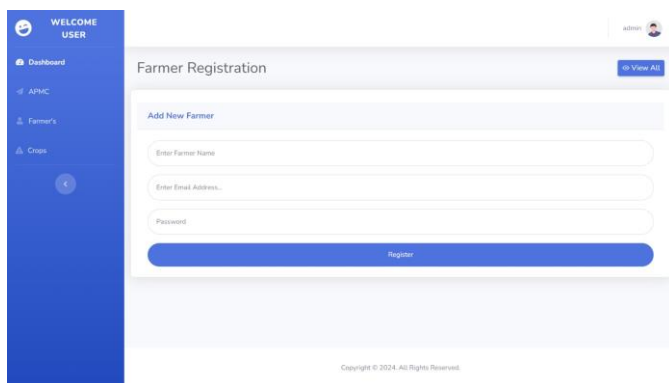 WELCOME
USER
admin
Dashboard
Farmer Registration
View All
APMC
Add New Farmer
Farmer's
Enter Farmer Name
Crops
Enter Email Address...
Password
Register
Copyright © 2024. All Rights Reserved.